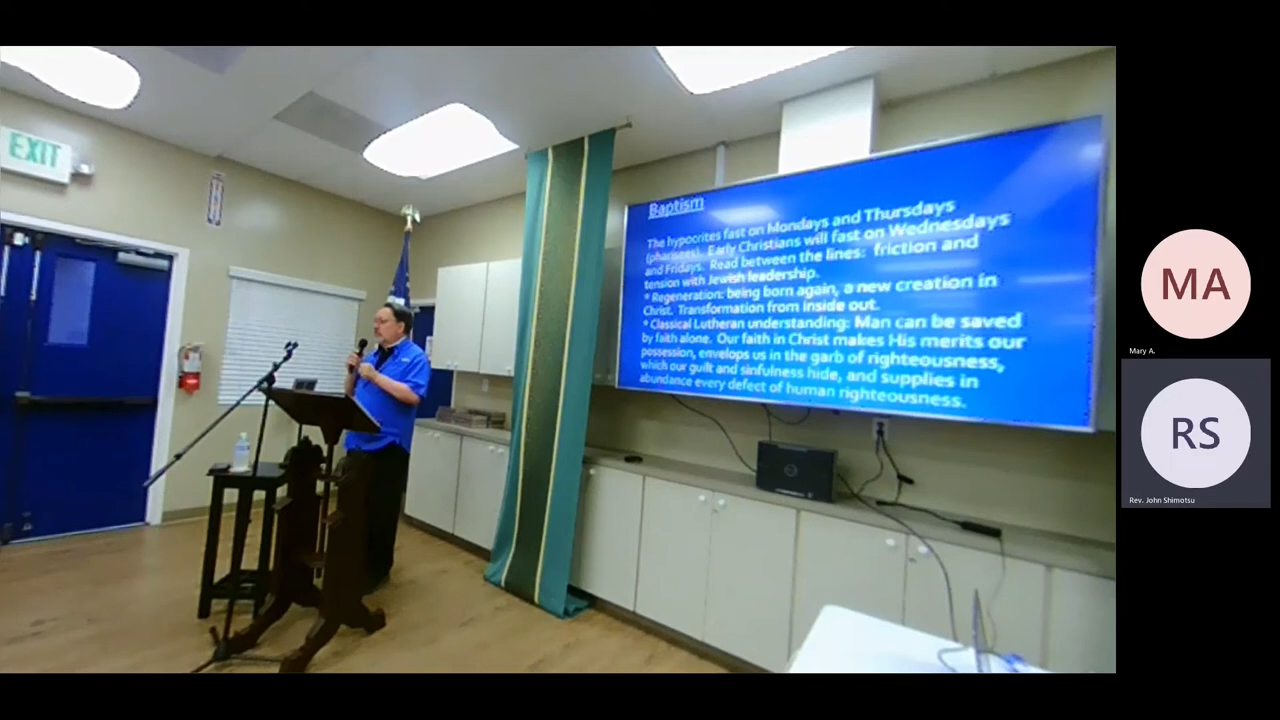 EXIT
Baptism
The hypocrites fast on Mondays and Thursdays
(pharisees). Early Christians will fast on Wednesdays
and Fridays. Read between the lines: friction and
tension with Jewish leadership.
* Regeneration: being born again, a new creation in
Christ. Transformation from inside out.
* Classical Lutheran understanding: Man can be saved
by faith alone. Our faith in Christ makes His merits our
possession, envelops us in the garb of righteousness,
which our guilt and sinfulness hide, and supplies in
abundance every defect of human righteousness.
MA
Mary A.
RS
Rev. John Shimotsu